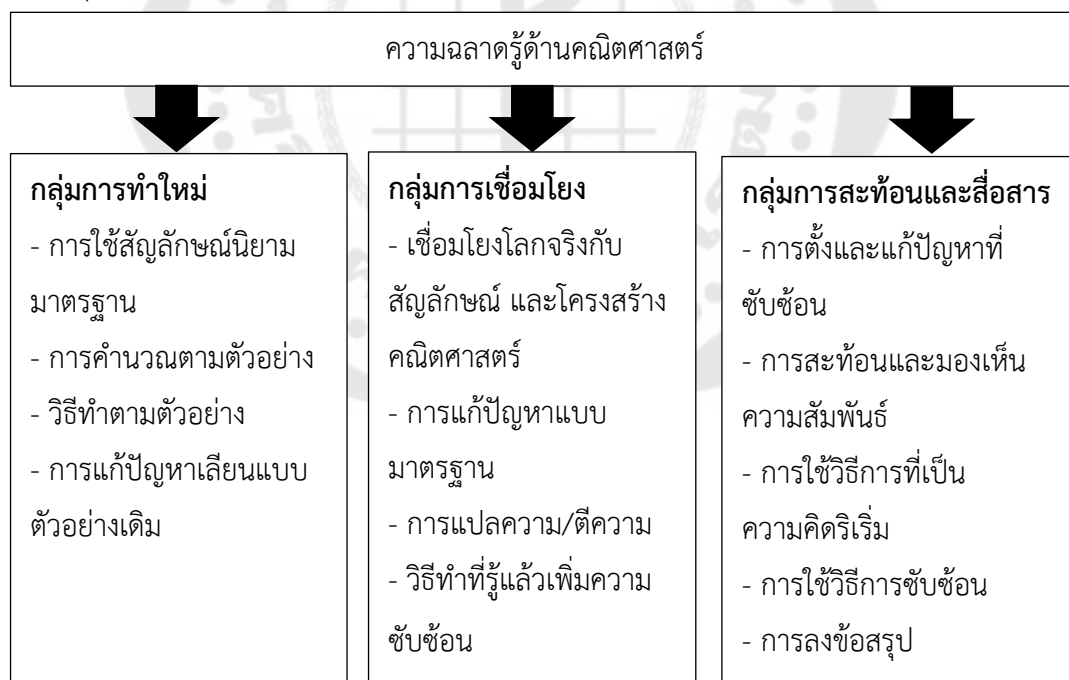 ความฉลาดรู้ด้านคณิตศาสตร์
กลุ่มการทำใหม่
- การใช้สัญลักษณ์นิยาม
มาตรฐาน
- การคำนวณตามตัวอย่าง
- วิธีทำตามตัวอย่าง
- การแก้ปัญหาเลียนแบบ
ตัวอย่างเดิม
กลุ่มการเชื่อมโยง
- เชื่อมโยงโลกจริงกับ
สัญลักษณ์ และโครงสร้าง
คณิตศาสตร์
- การแก้ปัญหาแบบ
มาตรฐาน
- การแปลความ/ตีความ
- วิธีทำที่รู้แล้วเพิ่มความ
ซับซ้อน
กลุ่มการสะท้อนและสื่อสาร
- การตั้งและแก้ปัญหาที่
ซับซ้อน
- การสะท้อนและมองเห็น
ความสัมพันธ์
- การใช้วิธีการที่เป็น
ความคิดริเริ่ม
- การใช้วิธีการซับซ้อน
- การลงข้อสรุป